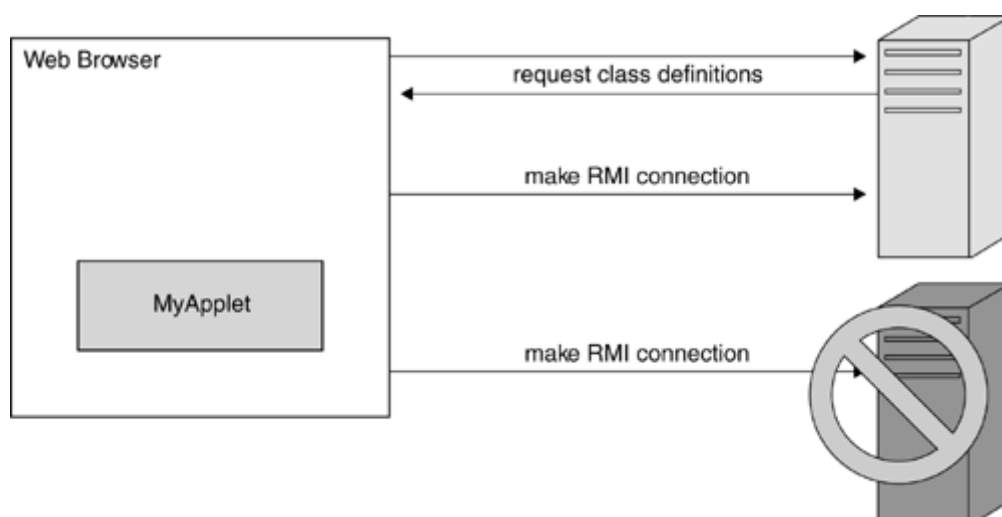 Web Browser
request class definitions
make RMI connection
MyApplet
make RMI connection